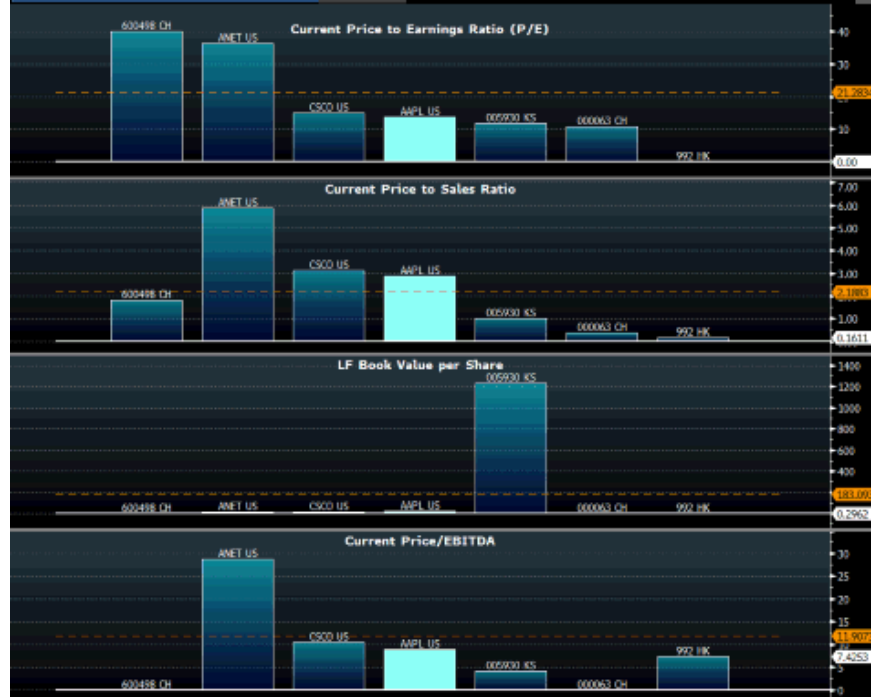 Current Price to Earnings Ratio (P/E)
600498 CH
ANET US
CSCO US
AAPL US
005930 KS
000063 CH
992 HK
40
30
21.2834
10
0.00
Current Price to Sales Ratio
600498 CH
ANET US
CSCO US
AAPL US
005930 KS
000063 CH
992 HK
7.00
6.00
5.00
4.00
3.00
2.1883
1.00
0.1611
LF Book Value per Share
600498 CH
ANET US
CSCO US
AAPL US
005930 KS
000063 CH
992 HK
1400
1200
1000
800
600
400
183.093
0.2962
Current Price/EBITDA
600498 CH
ANET US
CSCO US
AAPL US
005930 KS
000063 CH
992 HK
30
25
20
15
11.9073
7.4253
5
0